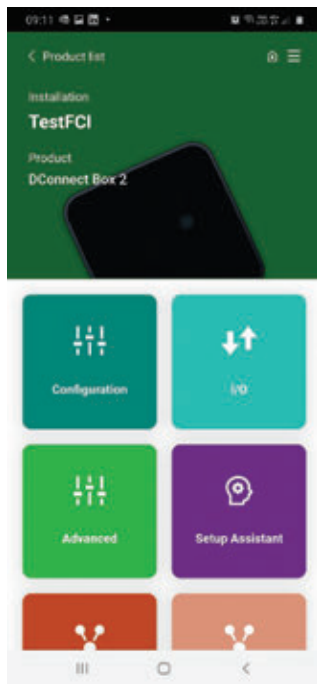 09:11
Product list
Installation
TestFCI
Product
DConnect Box 2
Configuration
I/O
Advanced
Setup Assistant